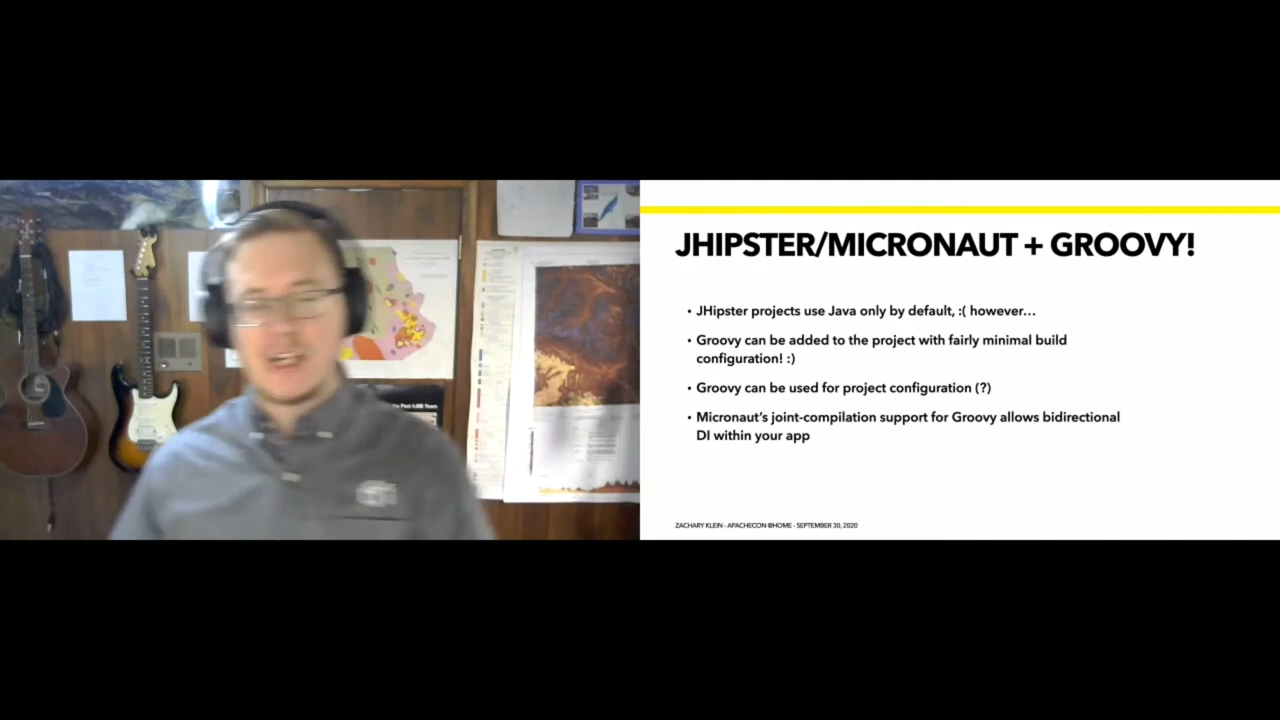 JHIPSTER/MICRONAUT + GROOVY!
• JHipster projects use Java only by default, :( however…
• Groovy can be added to the project with fairly minimal build
configuration! :)
• Groovy can be used for project configuration (?)
• Micronaut's joint-compilation support for Groovy allows bidirectional
DI within your app
ZACHARY KLEIN - APACHECON @HOME - SEPTEMBER 30, 2020